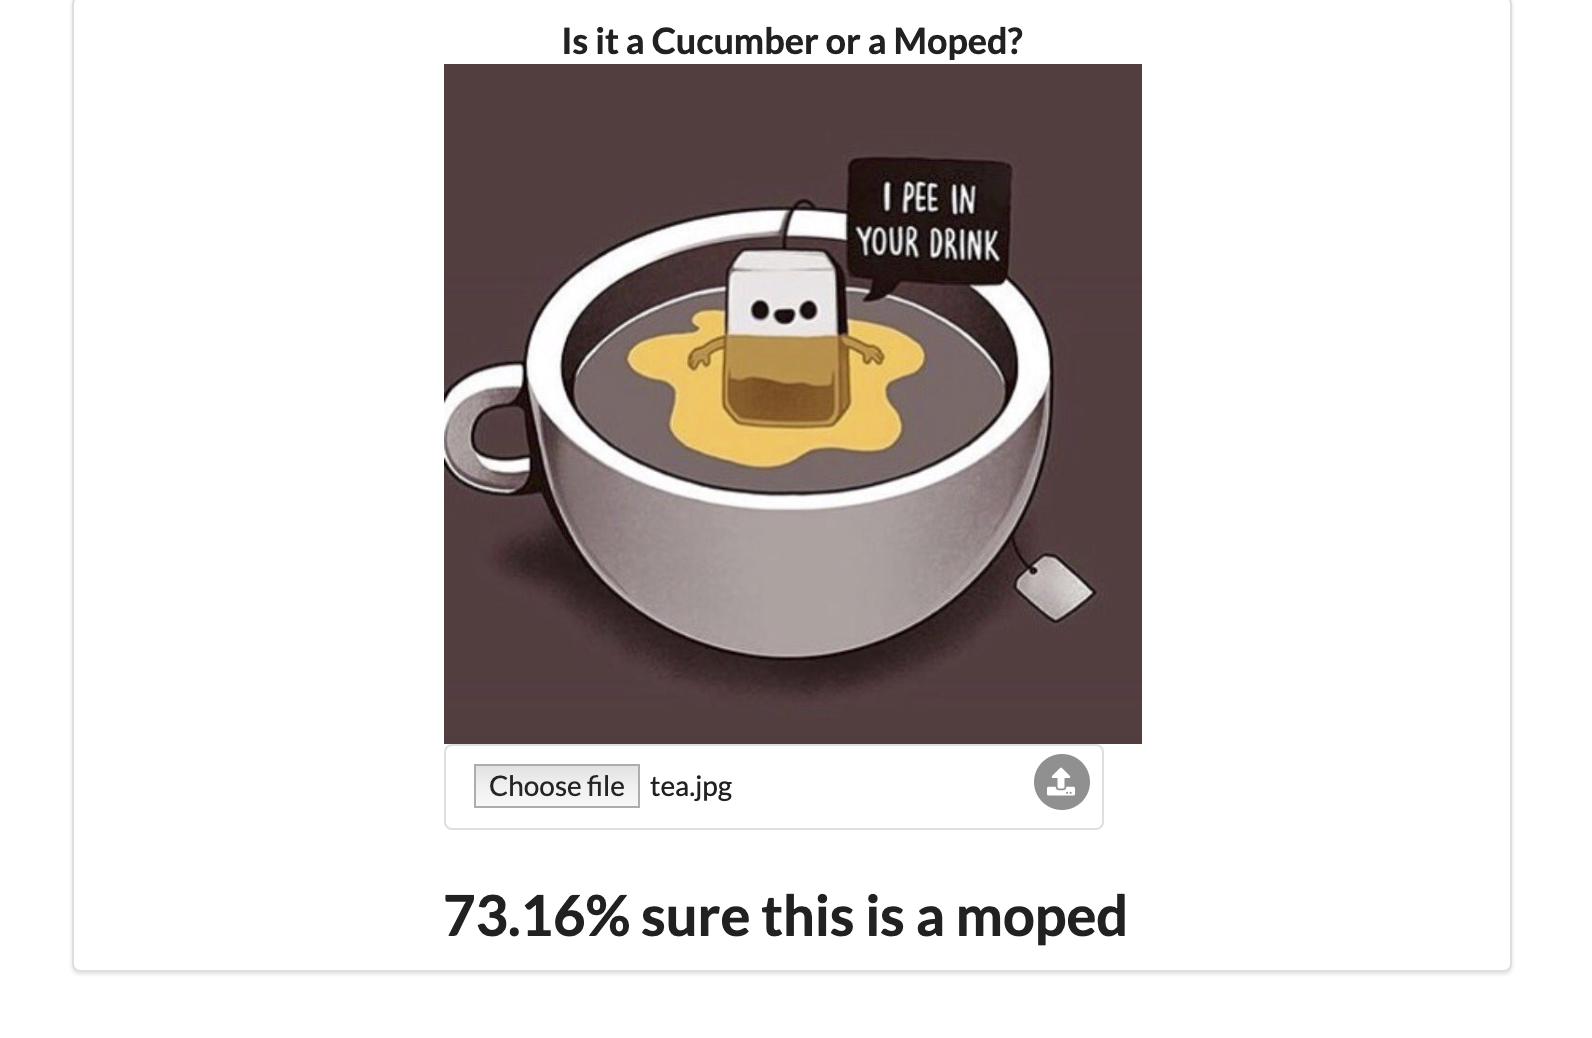 Is it a Cucumber or a Moped?
I PEE IN
YOUR DRINK
Choose file tea.jpg
73.16% sure this is a moped